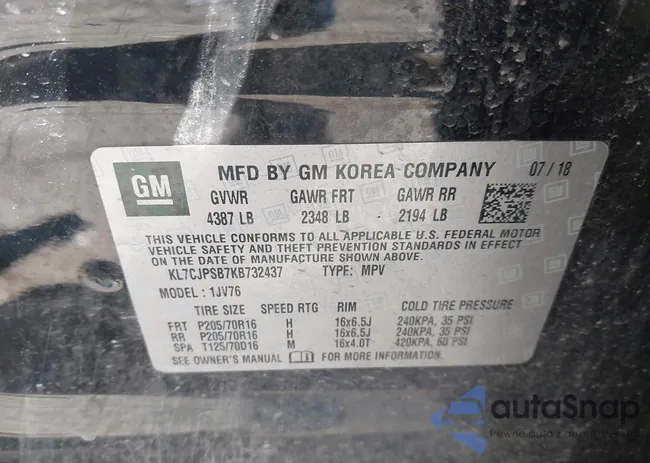 GM
MFD BY GM KOREA COMPANY 07/18
GVWR GAWR FRT GAWR RR
4387 LB 2348 LB 2194 LB
THIS VEHICLE CONFORMS TO ALL APPLICABLE U.S. FEDERAL MOTOR
VEHICLE SAFETY AND THEFT PREVENTION STANDARDS IN EFFECT
ON THE DATE OF MANUFACTURE SHOWN ABOVE.
KL7CJPSB7KB732437 TYPE: MPV
MODEL : 1JV76
TIRE SIZE SPEED RTG RIM COLD TIRE PRESSURE
FRT P205/70R16 H 16x6.5J 240KPA, 35 PSI
RR P205/70R16 H 16x6.5J 240KPA, 35 PSI
SPA T125/70D16 M 16x4.0T 420KPA, 60 PSI
SEE OWNER'S MANUAL FOR MORE INFORMATION.
autaSnap
Pewne auto z